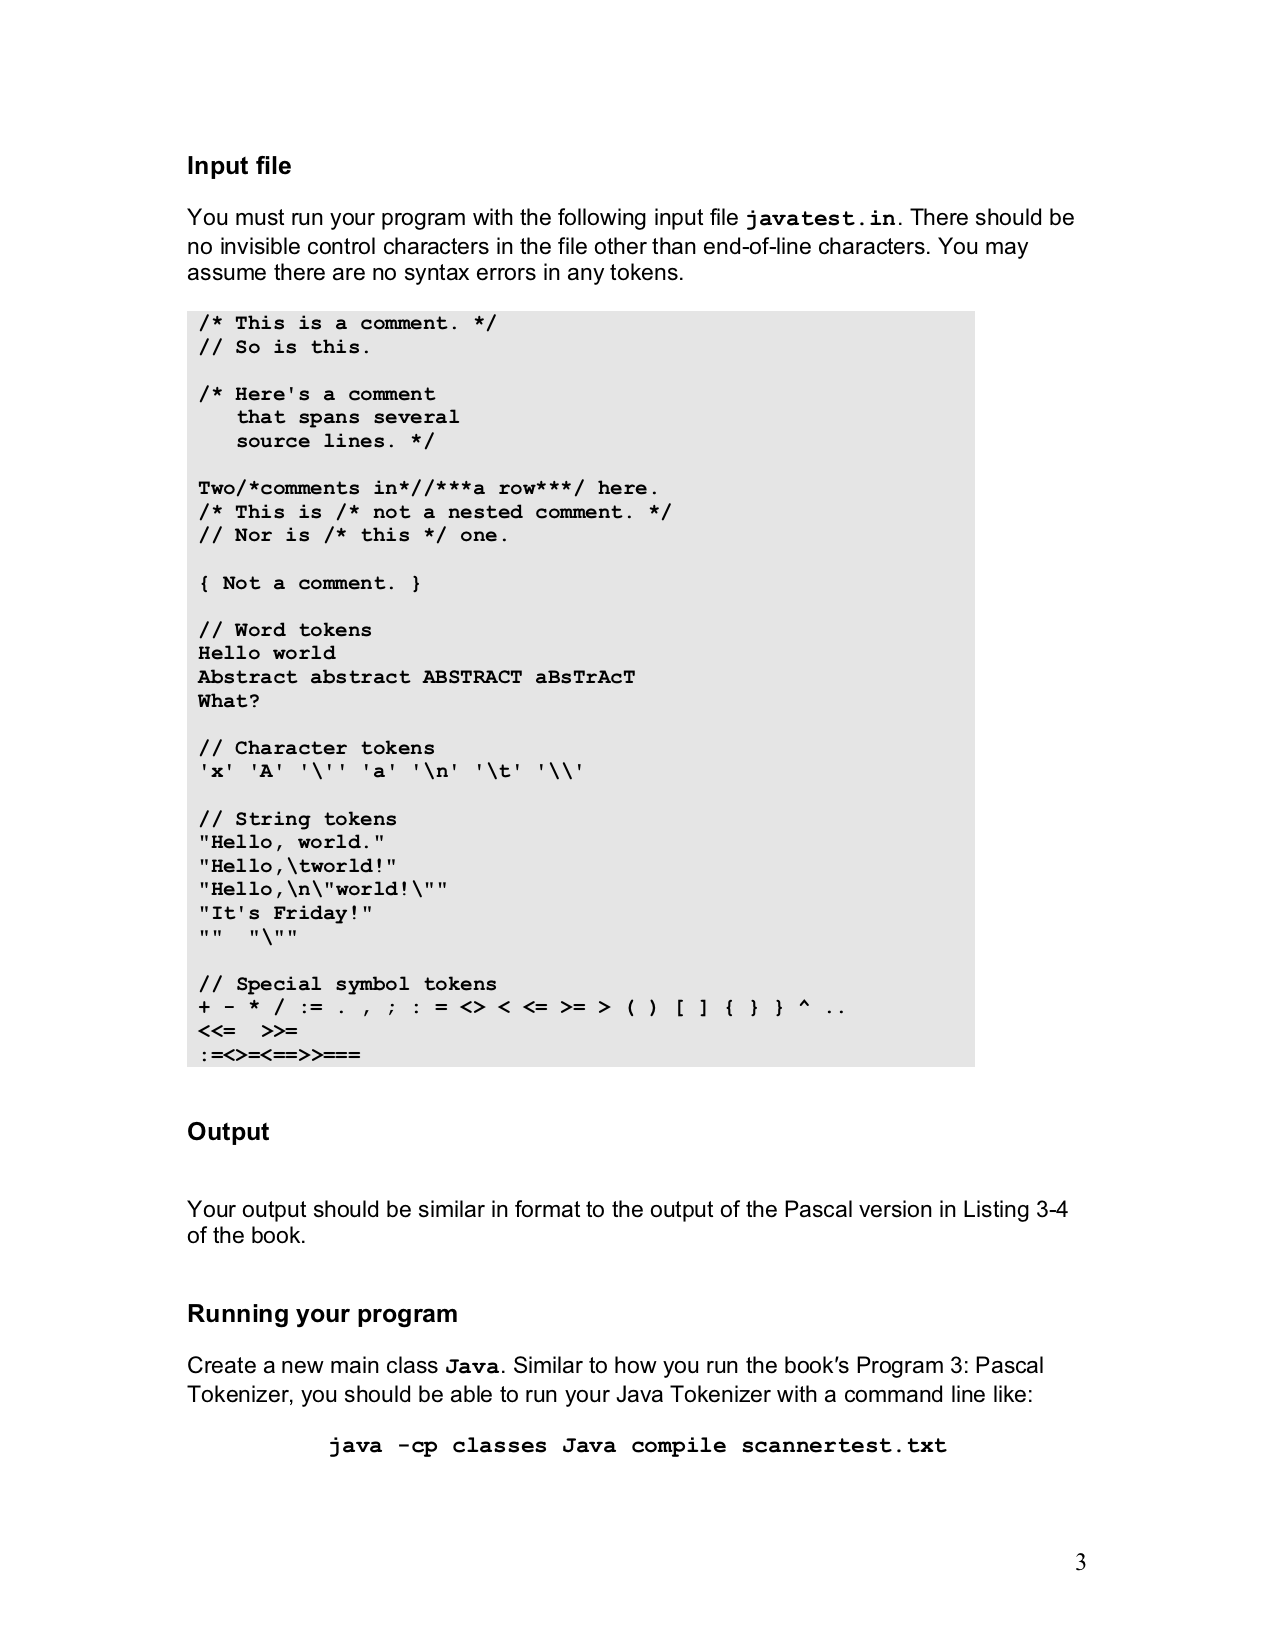 Input file
You must run your program with the following input file javatest.in. There should be
no invisible control characters in the file other than end-of-line characters. You may
assume there are no syntax errors in any tokens.
/* This is a comment. */
// So is this.
/* Here's a comment
   that spans several
   source lines. */
Two/*comments in*//***a row***/ here.
/* This is /* not a nested comment. */
// Nor is /* this */ one.
{ Not a comment. }
// Word tokens
Hello world
Abstract abstract ABSTRACT aBsTrAcT
What?
// Character tokens
'x' 'A' '\'' 'a' '\n' '\t' '\\'
// String tokens
"Hello, world."
"Hello,\tworld!"
"Hello,\n\"world!\""
"It's Friday!"
""  "\""
// Special symbol tokens
+ - * / := . , ; : = <> < <= >= > ( ) [ ] { } } ^ ..
<<=  >>=
:=<>=<==>>===
Output
Your output should be similar in format to the output of the Pascal version in Listing 3-4
of the book.
Running your program
Create a new main class Java. Similar to how you run the book's Program 3: Pascal
Tokenizer, you should be able to run your Java Tokenizer with a command line like:
java -cp classes Java compile scannertest.txt
3